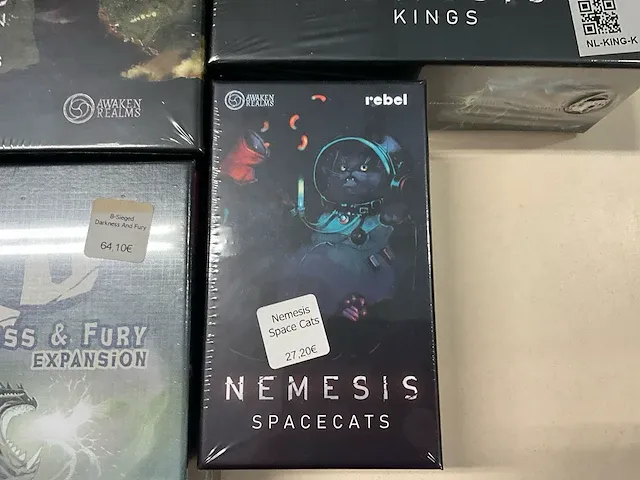 KINGS
NL-KING-K
AWAKEN
REALMS
AWAKEN
REALMS
rebel
8-Sieged
Darkness And Fury
64,10€
SS & FURY
EXPANSION
Nemesis
Space Cats
27,20€
NEMESIS
SPACECATS